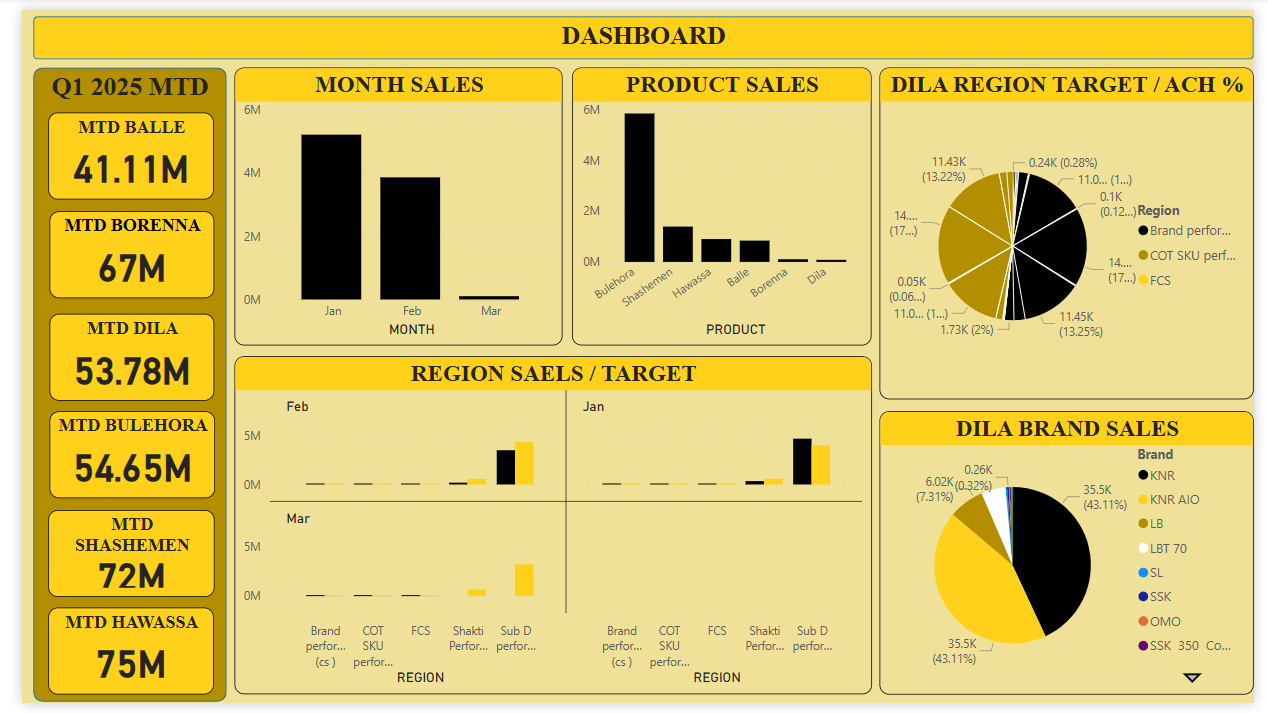 DASHBOARD
Q1 2025 MTD
MTD BALLE
41.11M
MTD BORENNA
67M
MTD DILA
53.78M
MTD BULEHORA
54.65M
MTD
SHASHEMEN
72M
MTD HAWASSA
75M
MONTH SALES
6M
4M
2M
0M
Jan
Feb
Mar
MONTH
PRODUCT SALES
6M
4M
2M
0M
Bulehora
Shashemen
Hawassa
Balle
Borenna
Dila
PRODUCT
REGION SAELS / TARGET
Feb
5M
0M
Jan
Mar
5M
0M
Brand
perfor...
(cs )
COT
SKU
perfor...
FCS
Shakti
Perfor...
Sub D
perfor...
REGION
Brand
perfor...
(cs )
COT
SKU
perfor...
FCS
Shakti
Perfor...
Sub D
perfor...
REGION
DILA REGION TARGET / ACH %
0.24K (0.28%)
11.0... (1...)
0.1K
(0.12...)
14....
(17...)
11.45K
(13.25%)
1.73K (2%)
11.0... (1...)
0.05K
(0.06...)
14....
(17...)
11.43K
(13.22%)
Region
Brand perfor...
COT SKU perf...
FCS
DILA BRAND SALES
35.5K
(43.11%)
35.5K
(43.11%)
6.02K
(7.31%)
0.26K
(0.32%)
Brand
KNR
KNR AIO
LB
LBT 70
SL
SSK
OMO
SSK 350 Co...